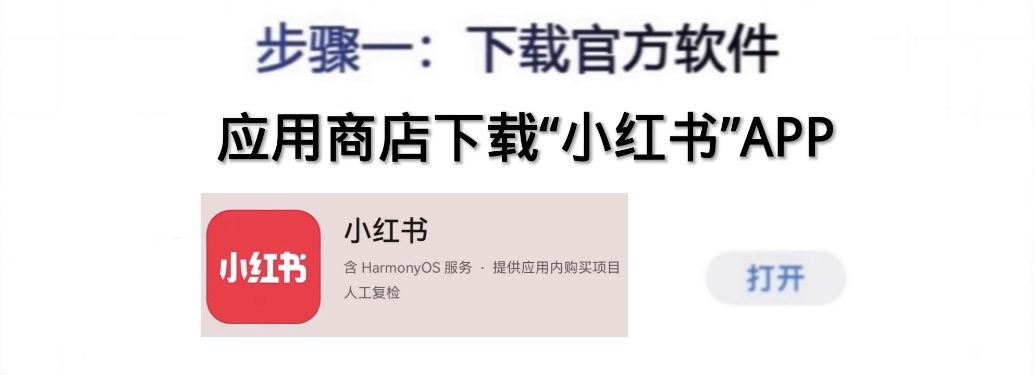 步骤一：下载官方软件
应用商店下载“小红书”APP
小红书
小红书
含 HarmonyOS 服务 · 提供应用内购买项目
人工复检
打开